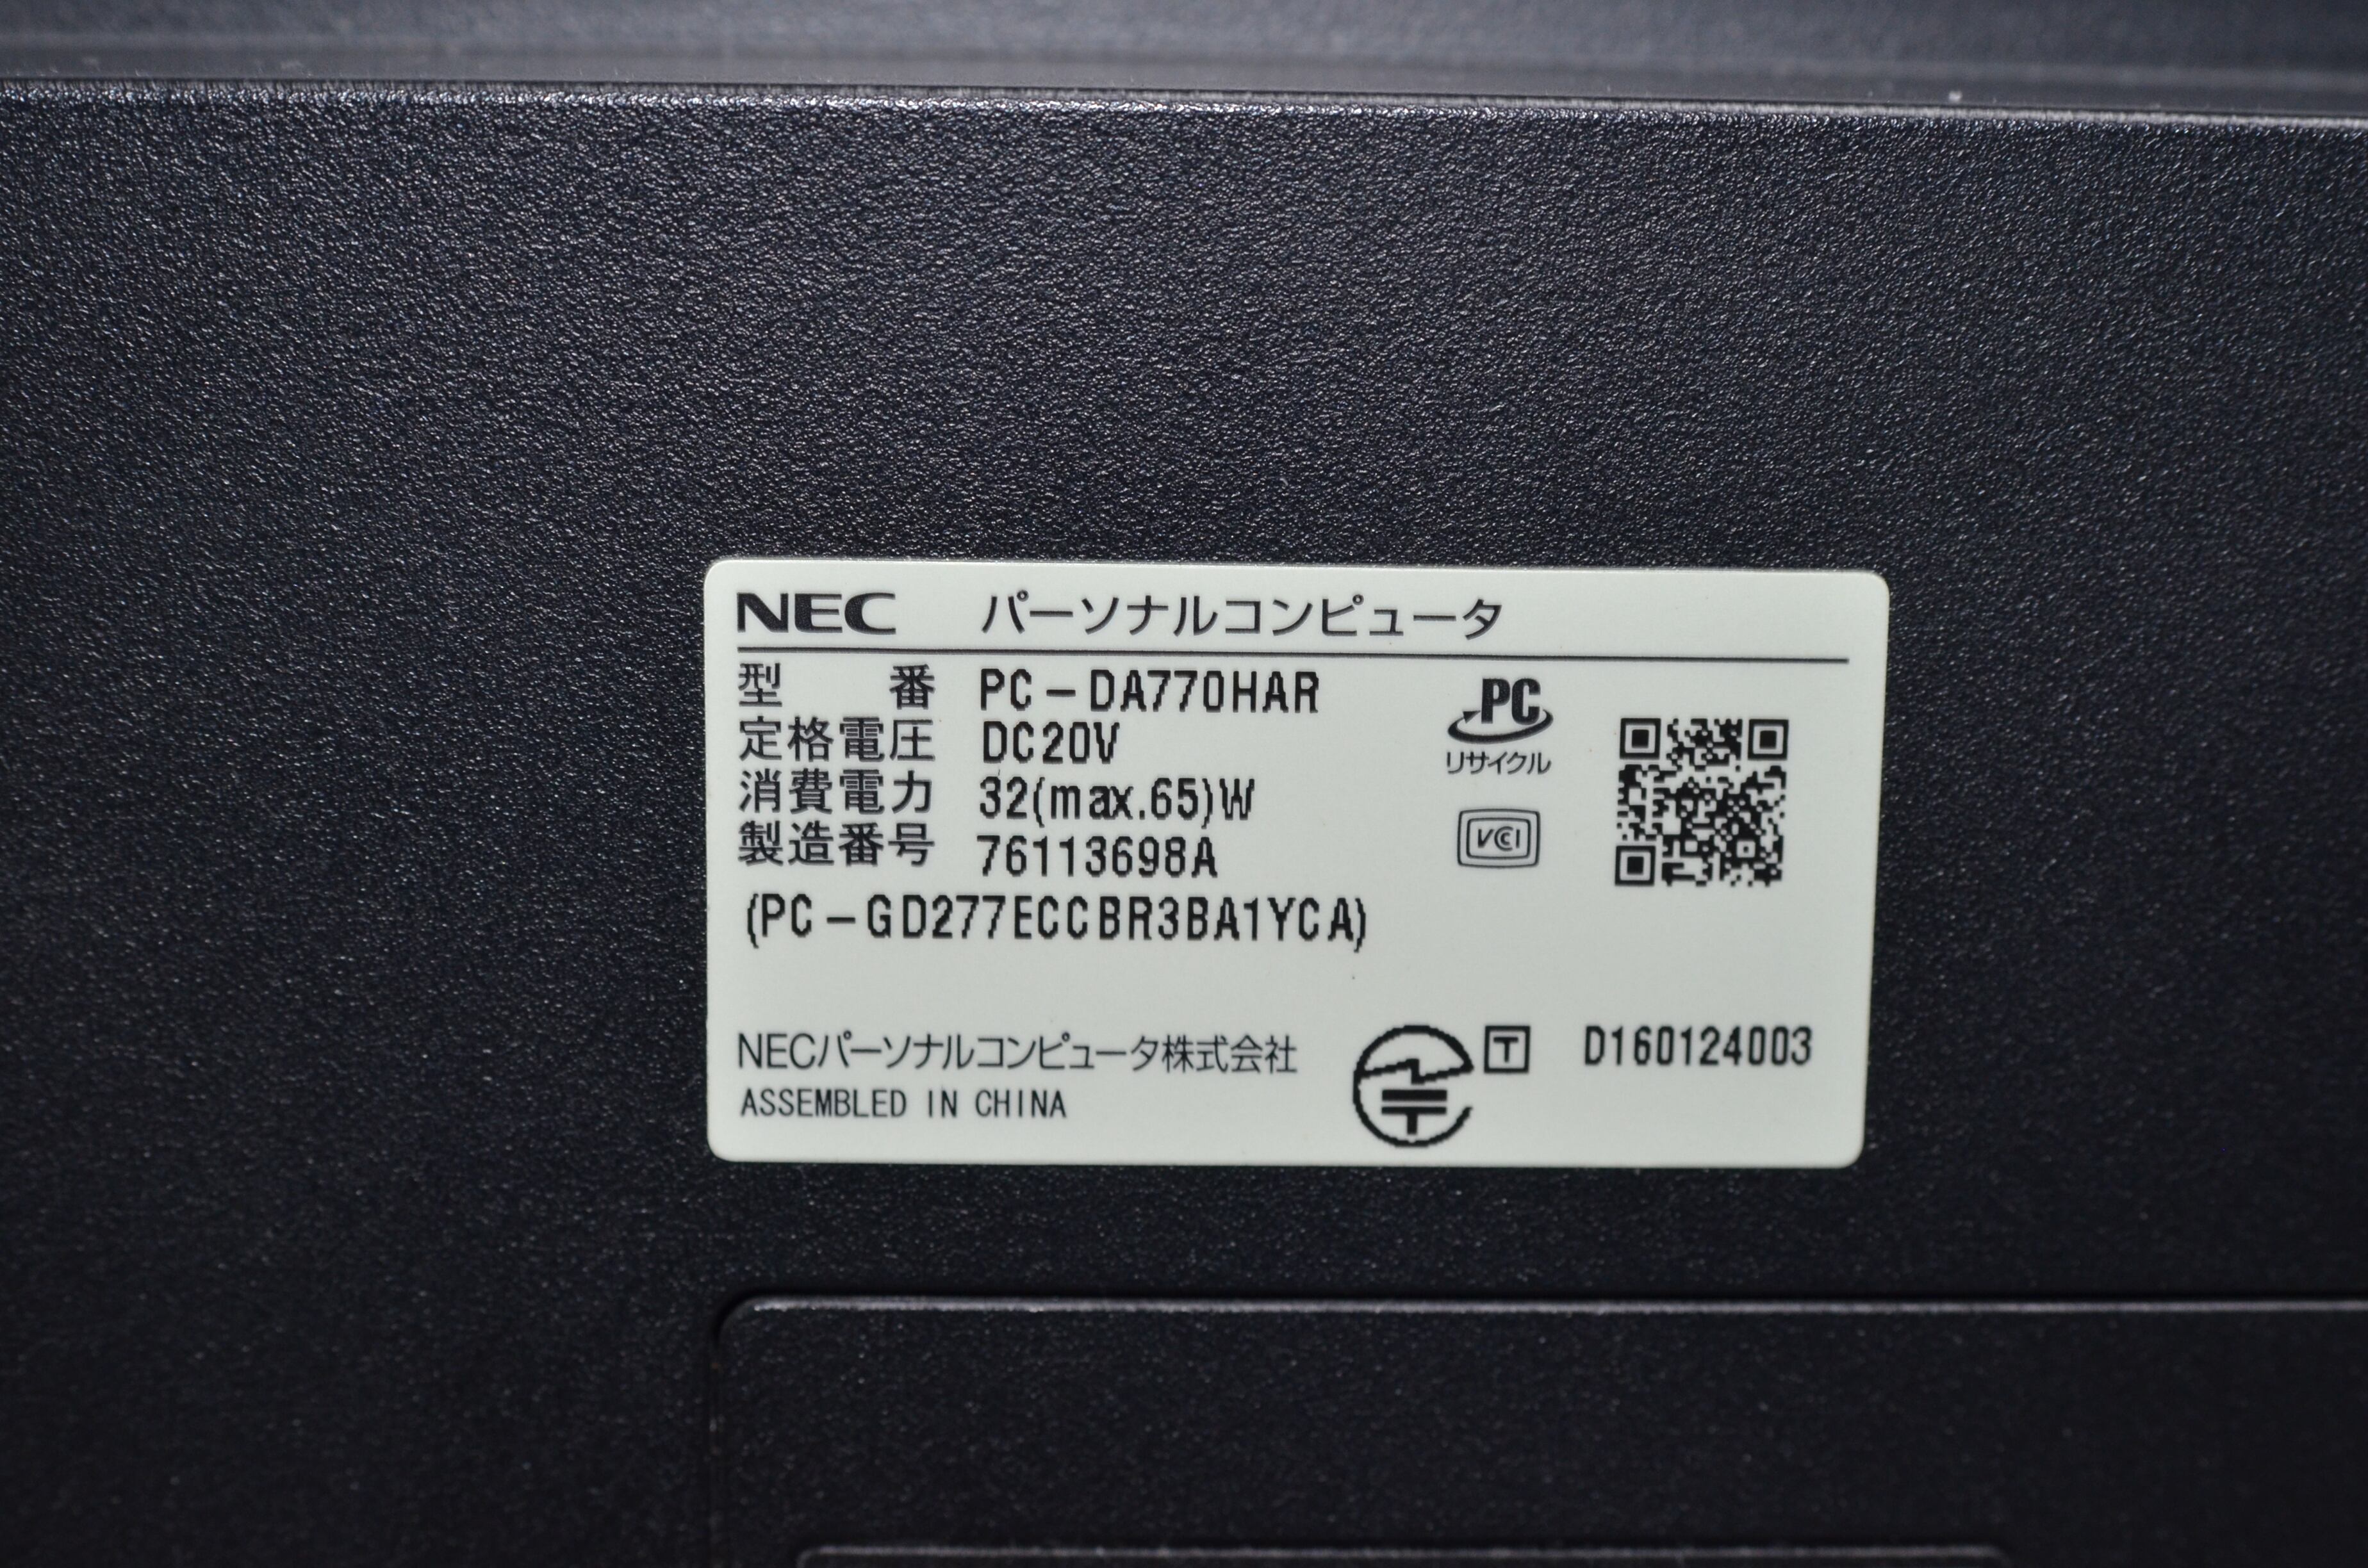 NEC パーソナルコンピュータ
型番 PC-DA770HAR
定格電圧 DC20V
消費電力 32(max.65)W
製造番号 76113698A
(PC-GD277ECCBR3BA1YCA)
PC
リサイクル
VCCI
NECパーソナルコンピュータ株式会社
ASSEMBLED IN CHINA
T D160124003